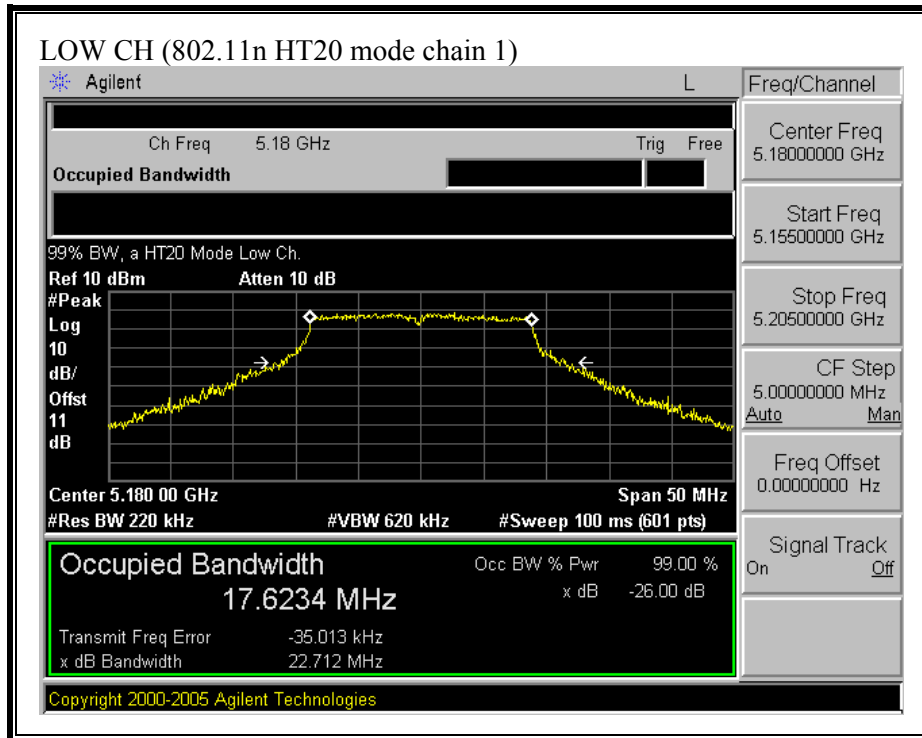 LOW CH (802.11n HT20 mode chain 1)
Agilent L Freq/Channel
Ch Freq 5.18 GHz Trig Free
Occupied Bandwidth
Center Freq
5.18000000 GHz
Start Freq
5.15500000 GHz
Stop Freq
5.20500000 GHz
CF Step
5.00000000 MHz
Auto Man
Freq Offset
0.00000000 Hz
Signal Track
On Off
99% BW, a HT20 Mode Low Ch.
Ref 10 dBm Atten 10 dB
#Peak
Log
10
dB/
Offst
11
dB
Center 5.180 00 GHz Span 50 MHz
#Res BW 220 kHz #VBW 620 kHz #Sweep 100 ms (601 pts)
Occupied Bandwidth Occ BW % Pwr 99.00 %
17.6234 MHz x dB -26.00 dB
Transmit Freq Error -35.013 kHz
x dB Bandwidth 22.712 MHz
Copyright 2000-2005 Agilent Technologies